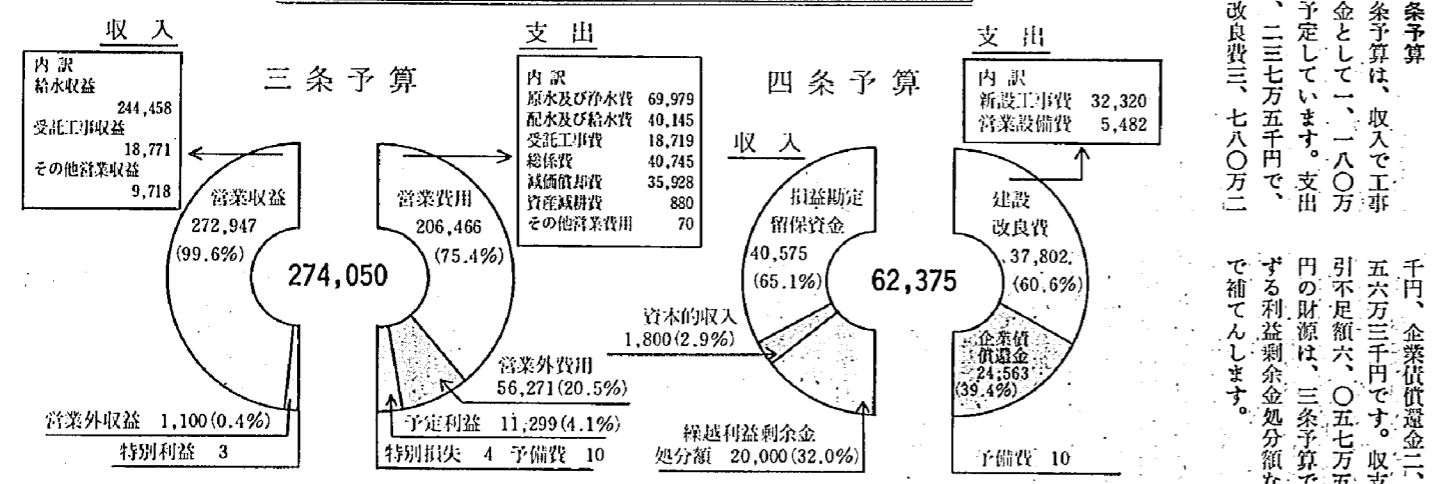 収入
内訳
給水収益
244,458
受託工事収益
18,771
その他営業収益
9,718
三条予算
支出
内訳
原水及び浄水費 69,979
配水及び給水費 40,145
受託工事費 18,719
総係費 40,745
減価償却費 35,928
資産減耗費 880
その他営業費用 70
営業収益
272,947
(99.6%)
274,050
営業費用
206,466
(75.4%)
営業外費用
56,271(20.5%)
営業外収益 1,100(0.4%)
特別利益 3
予定利益 11,299(4.1%)
特別損失 4 予備費 10
四条予算
収入
支出
内訳
新設工事費 32,320
営業設備費 5,482
損益勘定
留保資金
40,575
(65.1%)
62,375
建設
改良費
37,802
(60.6%)
資本的収入
1,800(2.9%)
企業債
償還金
24,563
(39.4%)
繰越利益剰余金
処分額 20,000(32.0%)
予備費 10
条予算
条予算は、収入で工事
金として一、一八〇万
予定しています。支出
、二三七万五千円で、
改良費三、七八〇万二
千円、企業債償還金二、
五六万三千円です。収支
引不足額六、〇五七万五
円の財源は、三条予算で
ずる利益剰余金処分額な
で補てんします。